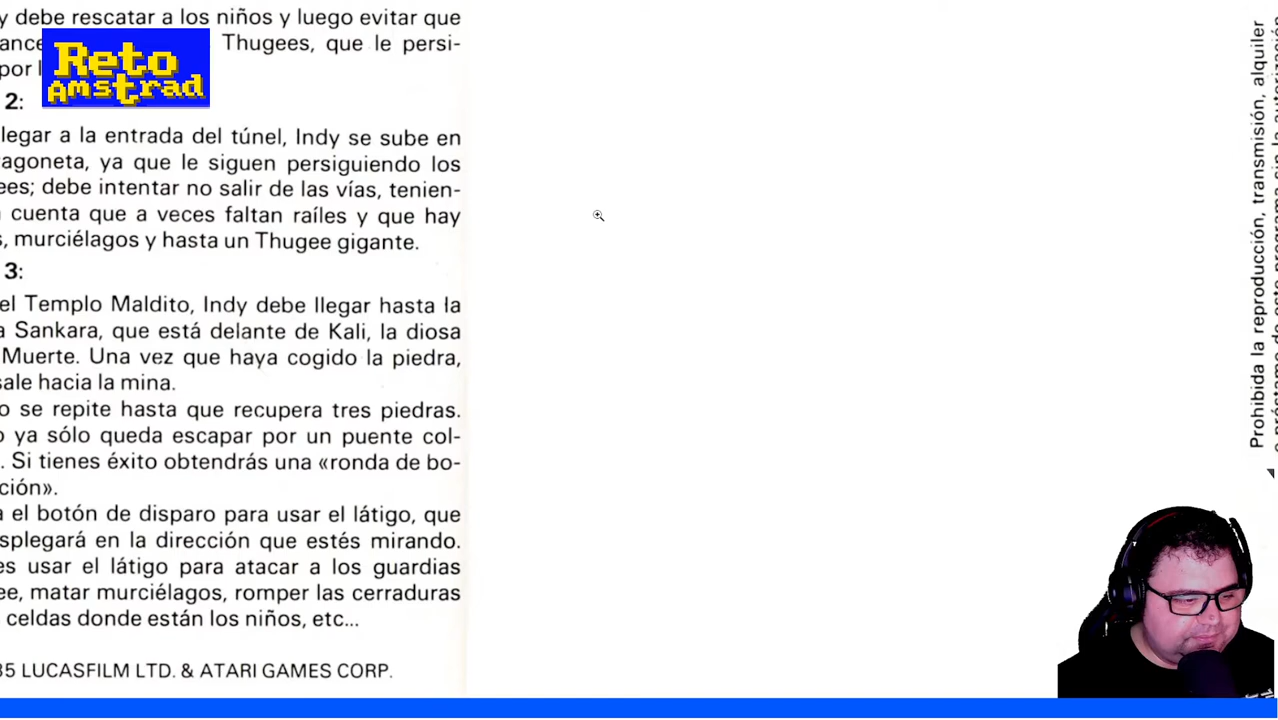 y debe rescatar a los niños y luego evitar que
Thugees, que le persi-
por
Reto
Amstrad
2:
legar a la entrada del túnel, Indy se sube en
agoneta, ya que le siguen persiguiendo los
ees; debe intentar no salir de las vías, tenien-
cuenta que a veces faltan raíles y que hay
s, murciélagos y hasta un Thugee gigante.
3:
el Templo Maldito, Indy debe llegar hasta la
a Sankara, que está delante de Kali, la diosa
Muerte. Una vez que haya cogido la piedra,
sale hacia la mina.
o se repite hasta que recupera tres piedras.
o ya sólo queda escapar por un puente col-
. Si tienes éxito obtendrás una «ronda de bo-
ción».
a el botón de disparo para usar el látigo, que
splegará en la dirección que estés mirando.
es usar el látigo para atacar a los guardias
ee, matar murciélagos, romper las cerraduras
celdas donde están los niños, etc...
85 LUCASFILM LTD. & ATARI GAMES CORP.
Prohibida la reproducción, transmisión, alquiler